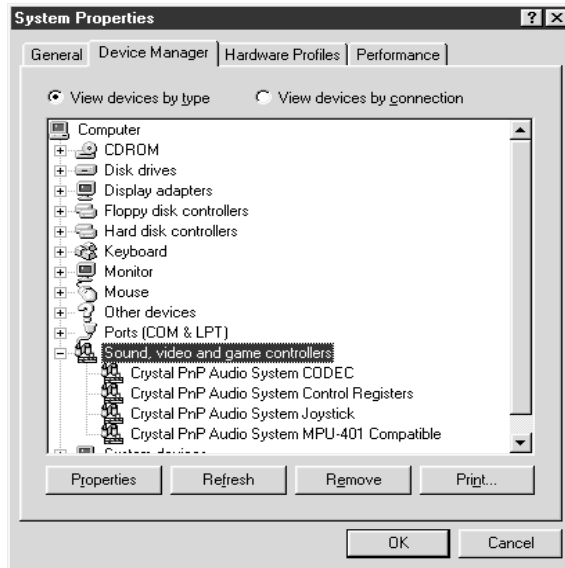 System Properties
General Device Manager Hardware Profiles Performance
View devices by type View devices by connection
Computer
CDROM
Disk drives
Display adapters
Floppy disk controllers
Hard disk controllers
Keyboard
Monitor
Mouse
Other devices
Ports (COM & LPT)
Sound, video and game controllers
Crystal PnP Audio System CODEC
Crystal PnP Audio System Control Registers
Crystal PnP Audio System Joystick
Crystal PnP Audio System MPU-401 Compatible
System devices
Properties Refresh Remove Print...
OK Cancel